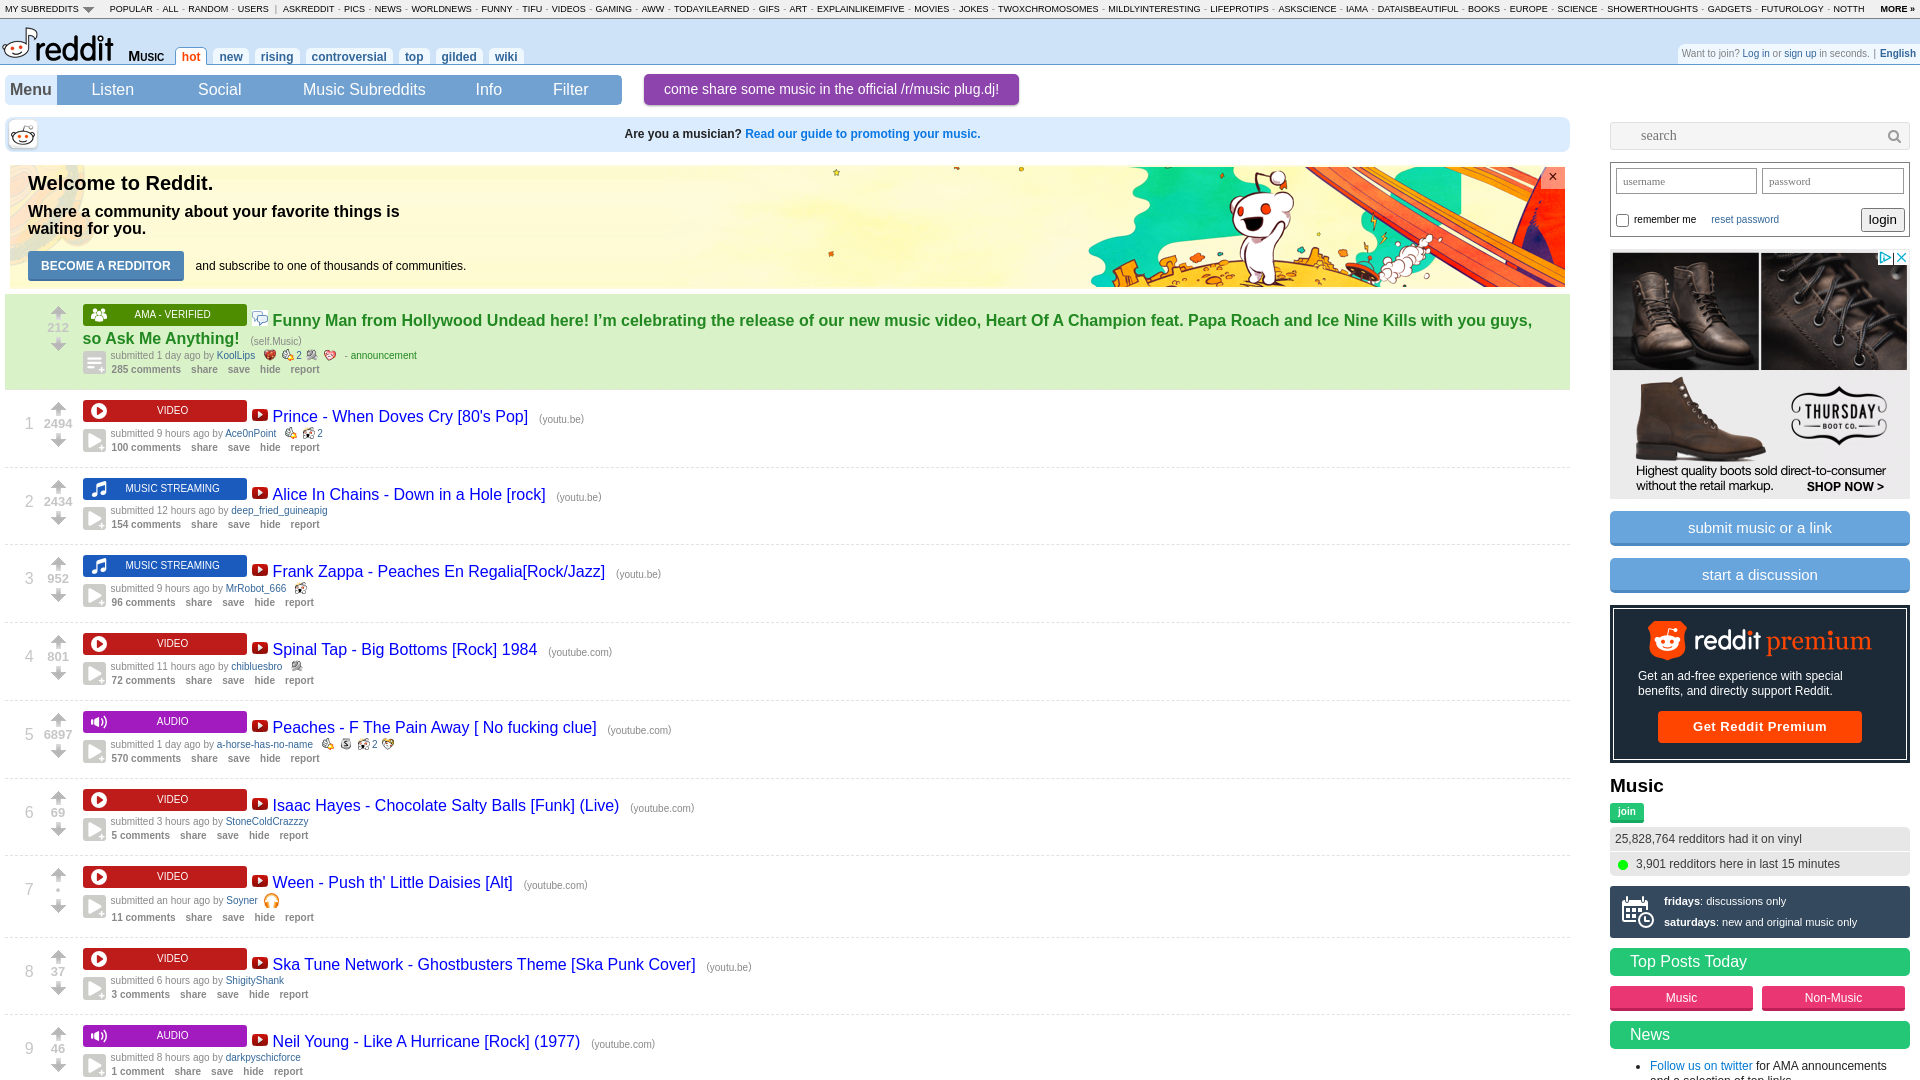 MY SUBREDDITS POPULAR - ALL - RANDOM - USERS | ASKREDDIT - PICS - NEWS - WORLDNEWS - FUNNY - TIFU - VIDEOS - GAMING - AWW - TODAYILEARNED - GIFS - ART - EXPLAINLIKEIMFIVE - MOVIES - JOKES - TWOXCHROMOSOMES - MILDLYINTERESTING - LIFEPROTIPS - ASKSCIENCE - IAMA - DATAISBEAUTIFUL - BOOKS - EUROPE - SCIENCE - SHOWERTHOUGHTS - GADGETS - FUTUROLOGY - NOTTH MORE »
reddit Music hot new rising controversial top gilded wiki
Want to join? Log in or sign up in seconds. | English
Menu Listen Social Music Subreddits Info Filter
come share some music in the official /r/music plug.dj!
Are you a musician? Read our guide to promoting your music.
Welcome to Reddit.
Where a community about your favorite things is
waiting for you.
BECOME A REDDITOR and subscribe to one of thousands of communities.
×
212
AMA - VERIFIED Funny Man from Hollywood Undead here! I’m celebrating the release of our new music video, Heart Of A Champion feat. Papa Roach and Ice Nine Kills with you guys,
so Ask Me Anything! (self.Music)
submitted 1 day ago by KoolLips 2 - announcement
285 comments share save hide report
1 2494
VIDEO Prince - When Doves Cry [80's Pop] (youtu.be)
submitted 9 hours ago by Ace0nPoint 2
100 comments share save hide report
2 2434
MUSIC STREAMING Alice In Chains - Down in a Hole [rock] (youtu.be)
submitted 12 hours ago by deep_fried_guineapig
154 comments share save hide report
3 952
MUSIC STREAMING Frank Zappa - Peaches En Regalia[Rock/Jazz] (youtu.be)
submitted 9 hours ago by MrRobot_666
96 comments share save hide report
4 801
VIDEO Spinal Tap - Big Bottoms [Rock] 1984 (youtube.com)
submitted 11 hours ago by chibluesbro
72 comments share save hide report
5 6897
AUDIO Peaches - F The Pain Away [ No fucking clue] (youtube.com)
submitted 1 day ago by a-horse-has-no-name 2
570 comments share save hide report
6 69
VIDEO Isaac Hayes - Chocolate Salty Balls [Funk] (Live) (youtube.com)
submitted 3 hours ago by StoneColdCrazzzy
5 comments share save hide report
7 •
VIDEO Ween - Push th' Little Daisies [Alt] (youtube.com)
submitted an hour ago by Soyner
11 comments share save hide report
8 37
VIDEO Ska Tune Network - Ghostbusters Theme [Ska Punk Cover] (youtu.be)
submitted 6 hours ago by ShigityShank
3 comments share save hide report
9 46
AUDIO Neil Young - Like A Hurricane [Rock] (1977) (youtube.com)
submitted 8 hours ago by darkpyschicforce
1 comment share save hide report
search
username password
remember me reset password login
THURSDAY
BOOT CO.
Highest quality boots sold direct-to-consumer
without the retail markup. SHOP NOW >
submit music or a link
start a discussion
reddit premium
Get an ad-free experience with special
benefits, and directly support Reddit.
Get Reddit Premium
Music
join
25,828,764 redditors had it on vinyl
3,901 redditors here in last 15 minutes
fridays: discussions only
saturdays: new and original music only
Top Posts Today
Music Non-Music
News
• Follow us on twitter for AMA announcements
and a selection of top links